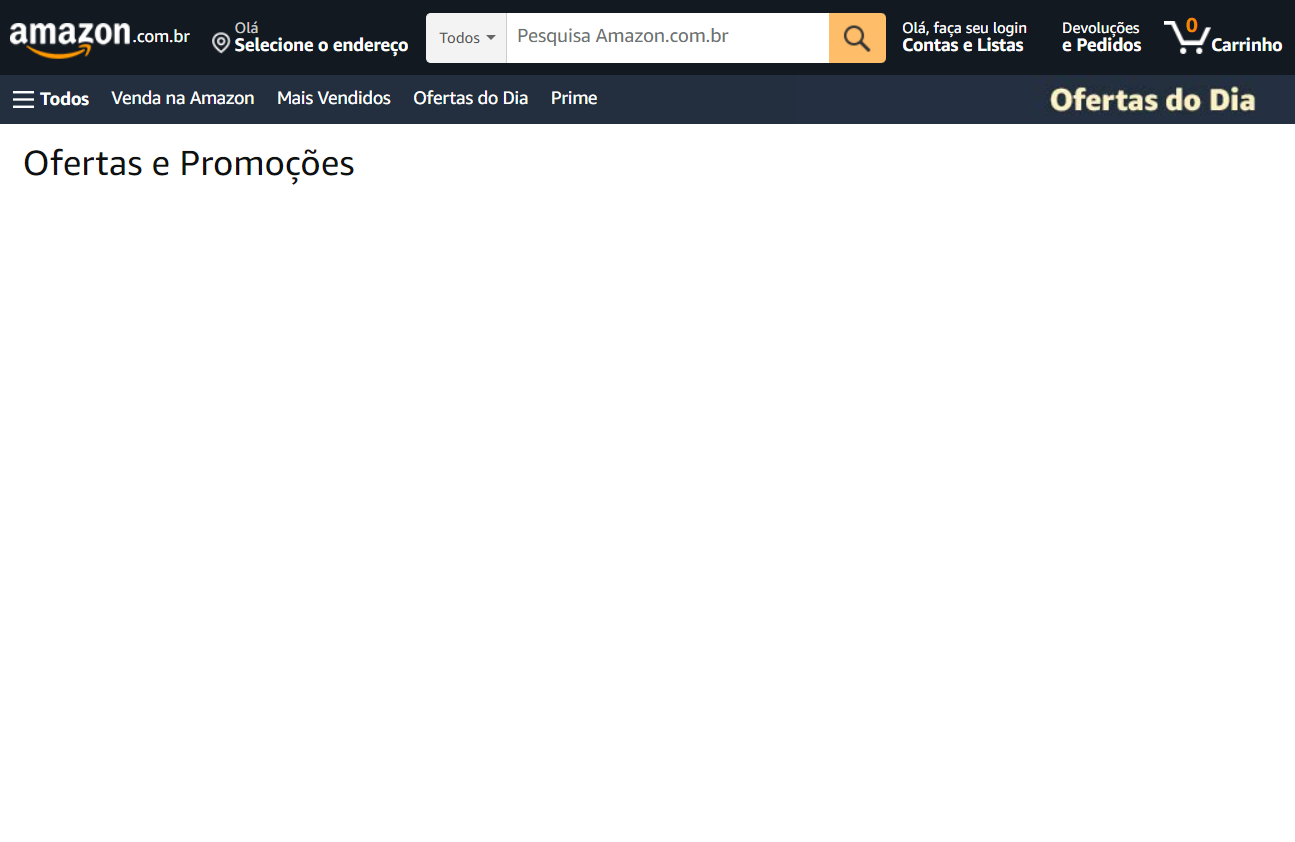 amazon.com.br
Olá
Selecione o endereço
Todos
Pesquisa Amazon.com.br
Olá, faça seu login
Contas e Listas
Devoluções
e Pedidos
0
Carrinho
Todos
Venda na Amazon
Mais Vendidos
Ofertas do Dia
Prime
Ofertas do Dia
Ofertas e Promoções